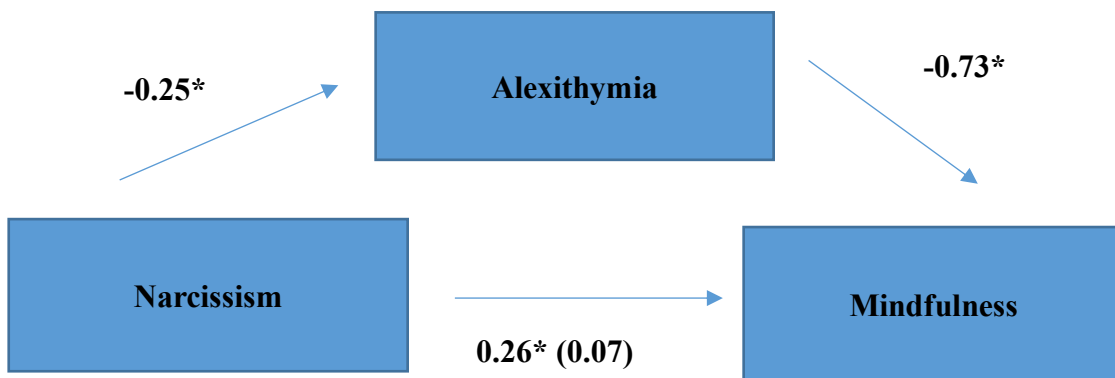 -0.25*
Alexithymia
-0.73*
Narcissism
0.26* (0.07)
Mindfulness